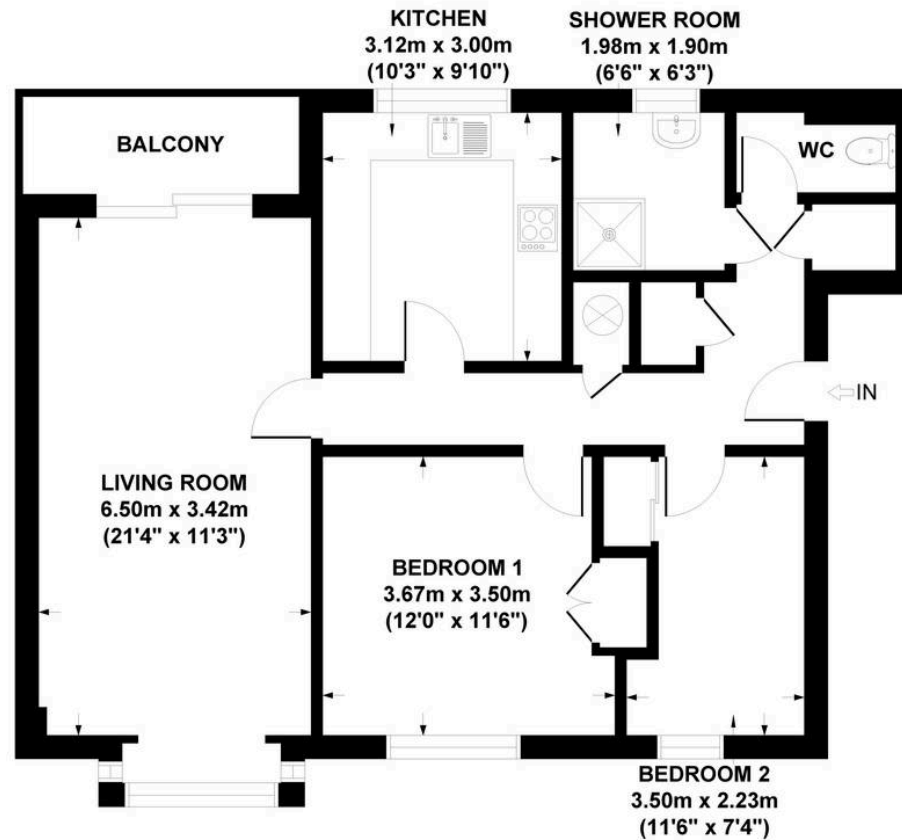 KITCHEN
3.12m x 3.00m
(10'3" x 9'10")
SHOWER ROOM
1.98m x 1.90m
(6'6" x 6'3")
BALCONY
WC
IN
LIVING ROOM
6.50m x 3.42m
(21'4" x 11'3")
BEDROOM 1
3.67m x 3.50m
(12'0" x 11'6")
BEDROOM 2
3.50m x 2.23m
(11'6" x 7'4")